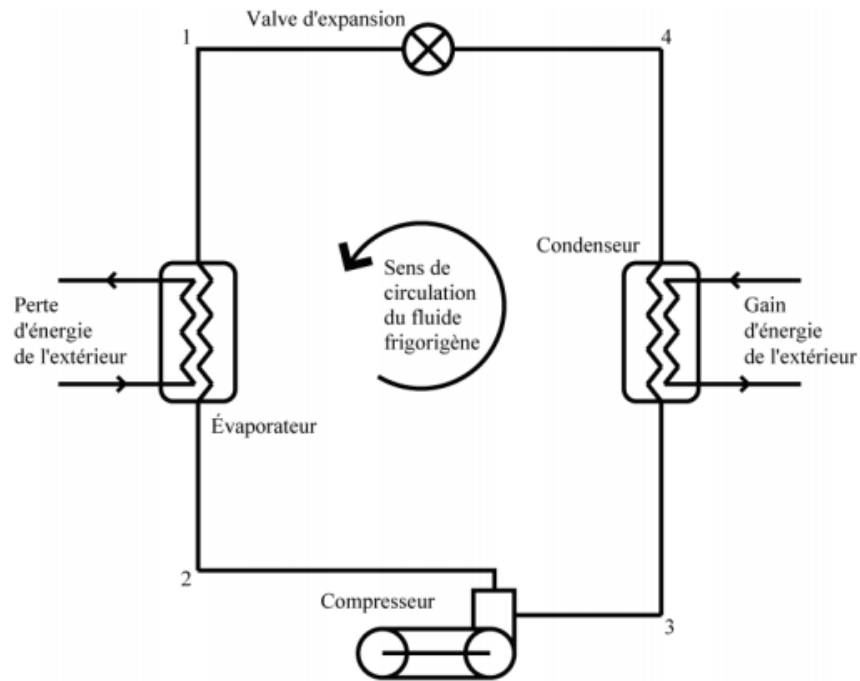 Valve d'expansion
1
4
Condenseur
Sens de
circulation
du fluide
frigorigène
Perte
d'énergie
de l'extérieur
Gain
d'énergie
de l'extérieur
Évaporateur
2
Compresseur
3